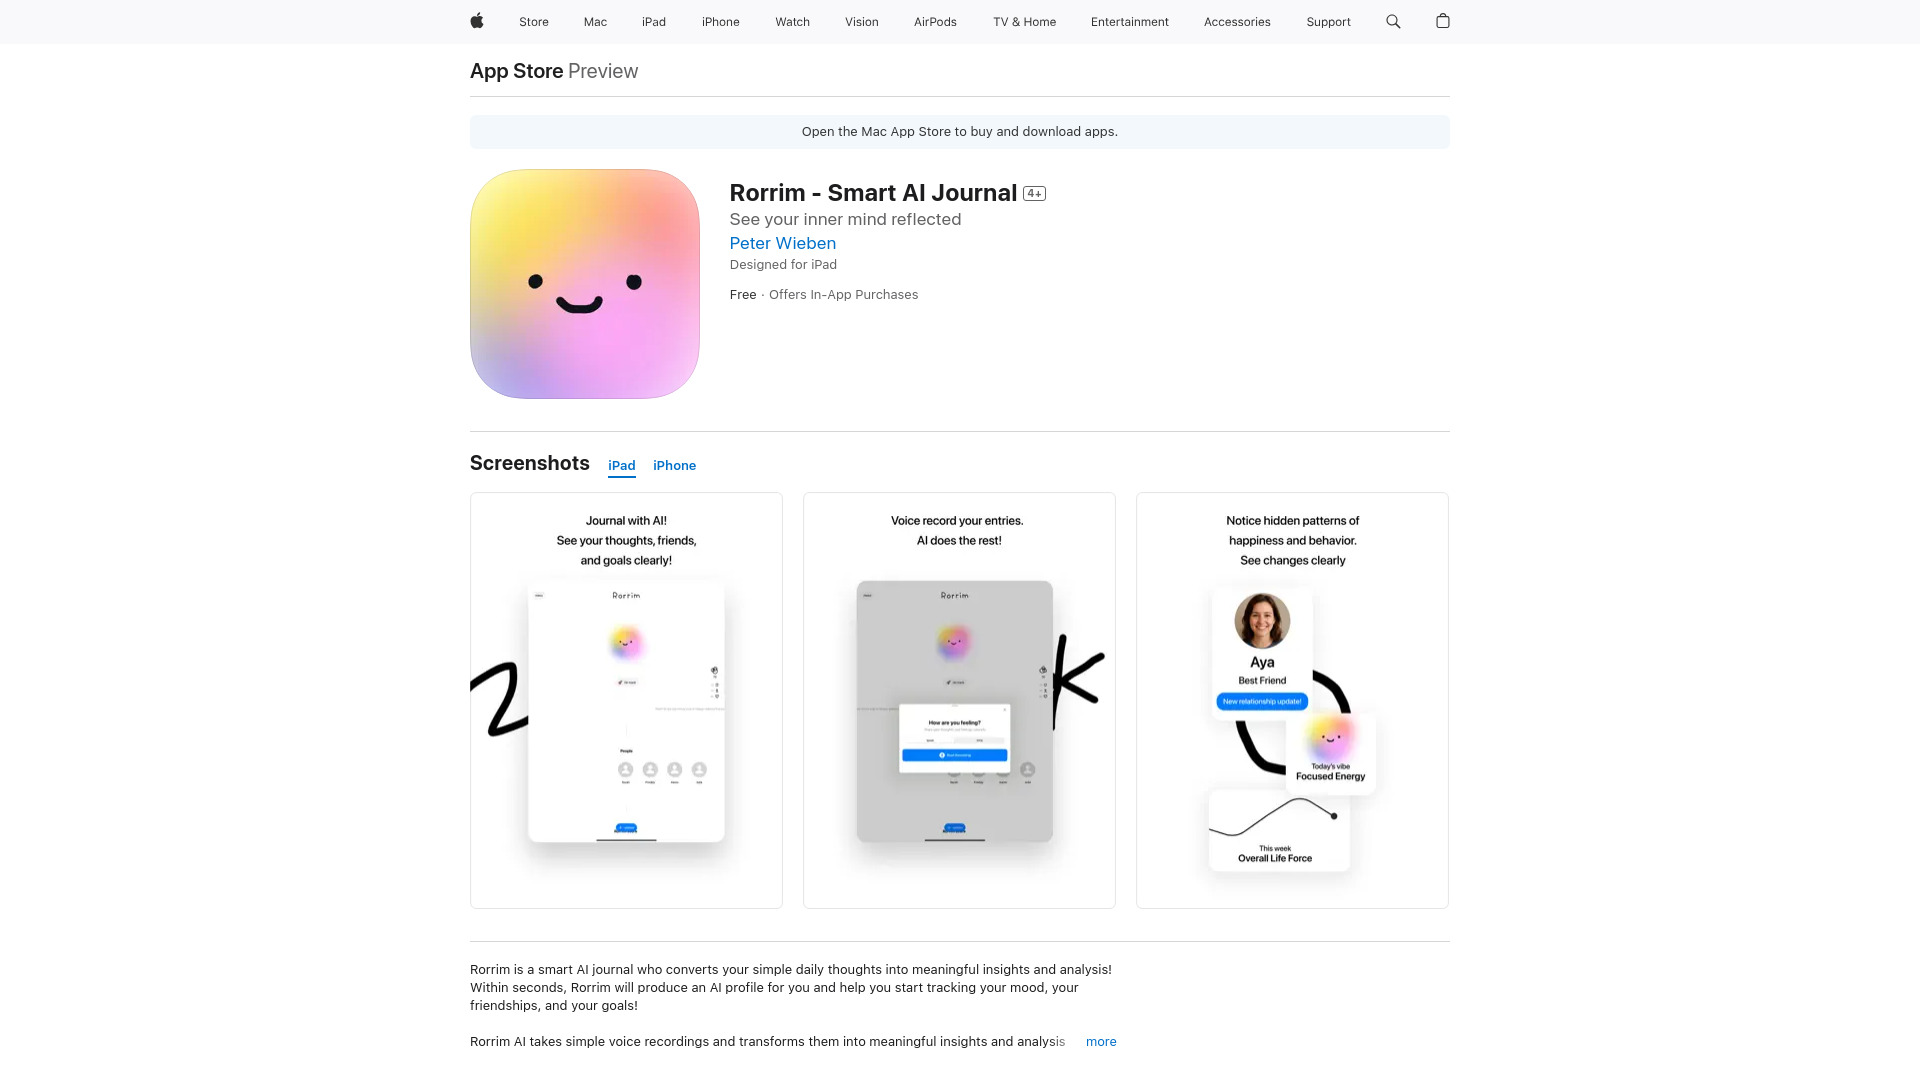 Store Mac iPad iPhone Watch Vision AirPods TV & Home Entertainment Accessories Support
App Store Preview
Open the Mac App Store to buy and download apps.
Rorrim - Smart AI Journal 4+
See your inner mind reflected
Peter Wieben
Designed for iPad
Free · Offers In-App Purchases
Screenshots iPad iPhone
Journal with AI!
See your thoughts, friends,
and goals clearly!
Rorrim
People
Voice record your entries.
AI does the rest!
Rorrim
How are you feeling?
Notice hidden patterns of
happiness and behavior.
See changes clearly
Aya
Best Friend
New relationship update!
Today's vibe
Focused Energy
This week
Overall Life Force
Rorrim is a smart AI journal who converts your simple daily thoughts into meaningful insights and analysis!
Within seconds, Rorrim will produce an AI profile for you and help you start tracking your mood, your
friendships, and your goals!
Rorrim AI takes simple voice recordings and transforms them into meaningful insights and analysis more